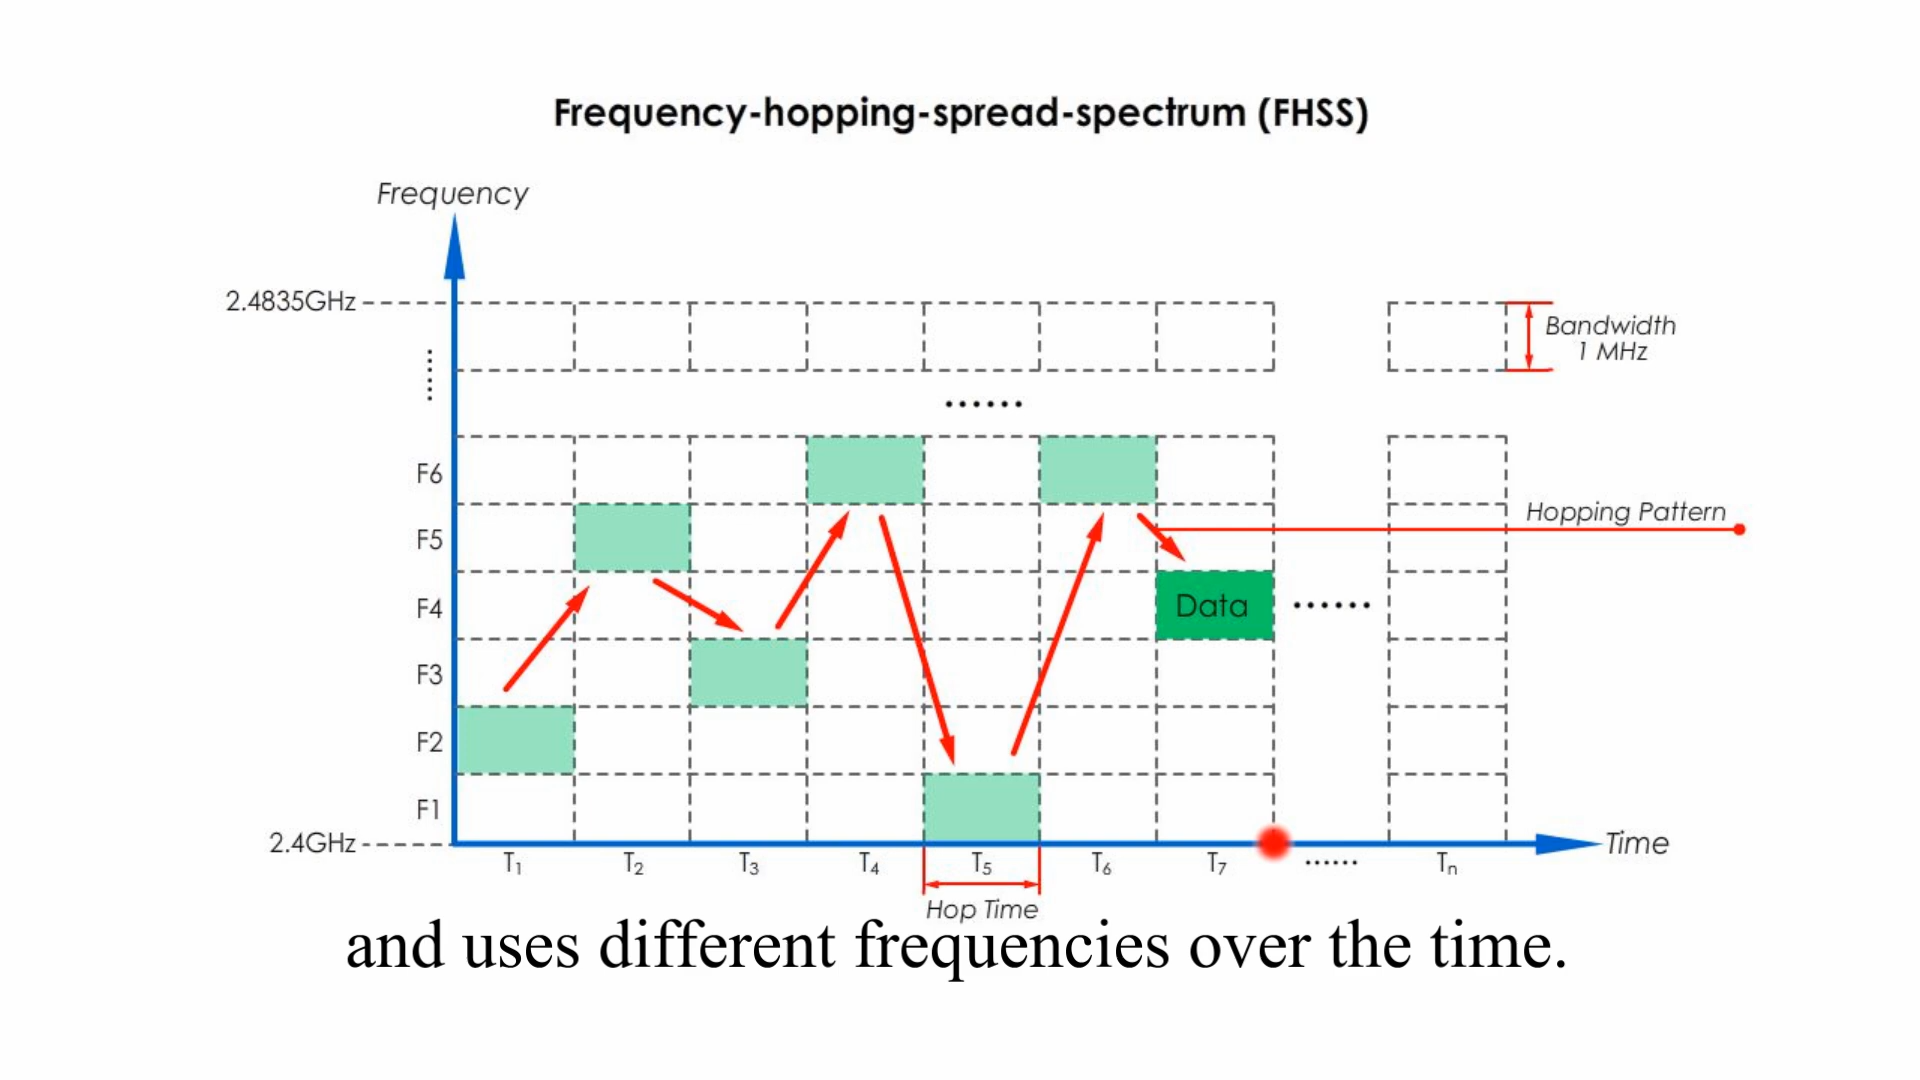 Frequency-hopping-spread-spectrum (FHSS)
Frequency
2.4835GHz
Bandwidth
1 MHz
......
F6
Hopping Pattern
F5
F4
Data
......
F3
F2
F1
2.4GHz
Time
T1 T2 T3 T4 T5 T6 T7 ...... Tn
Hop Time
and uses different frequencies over the time.